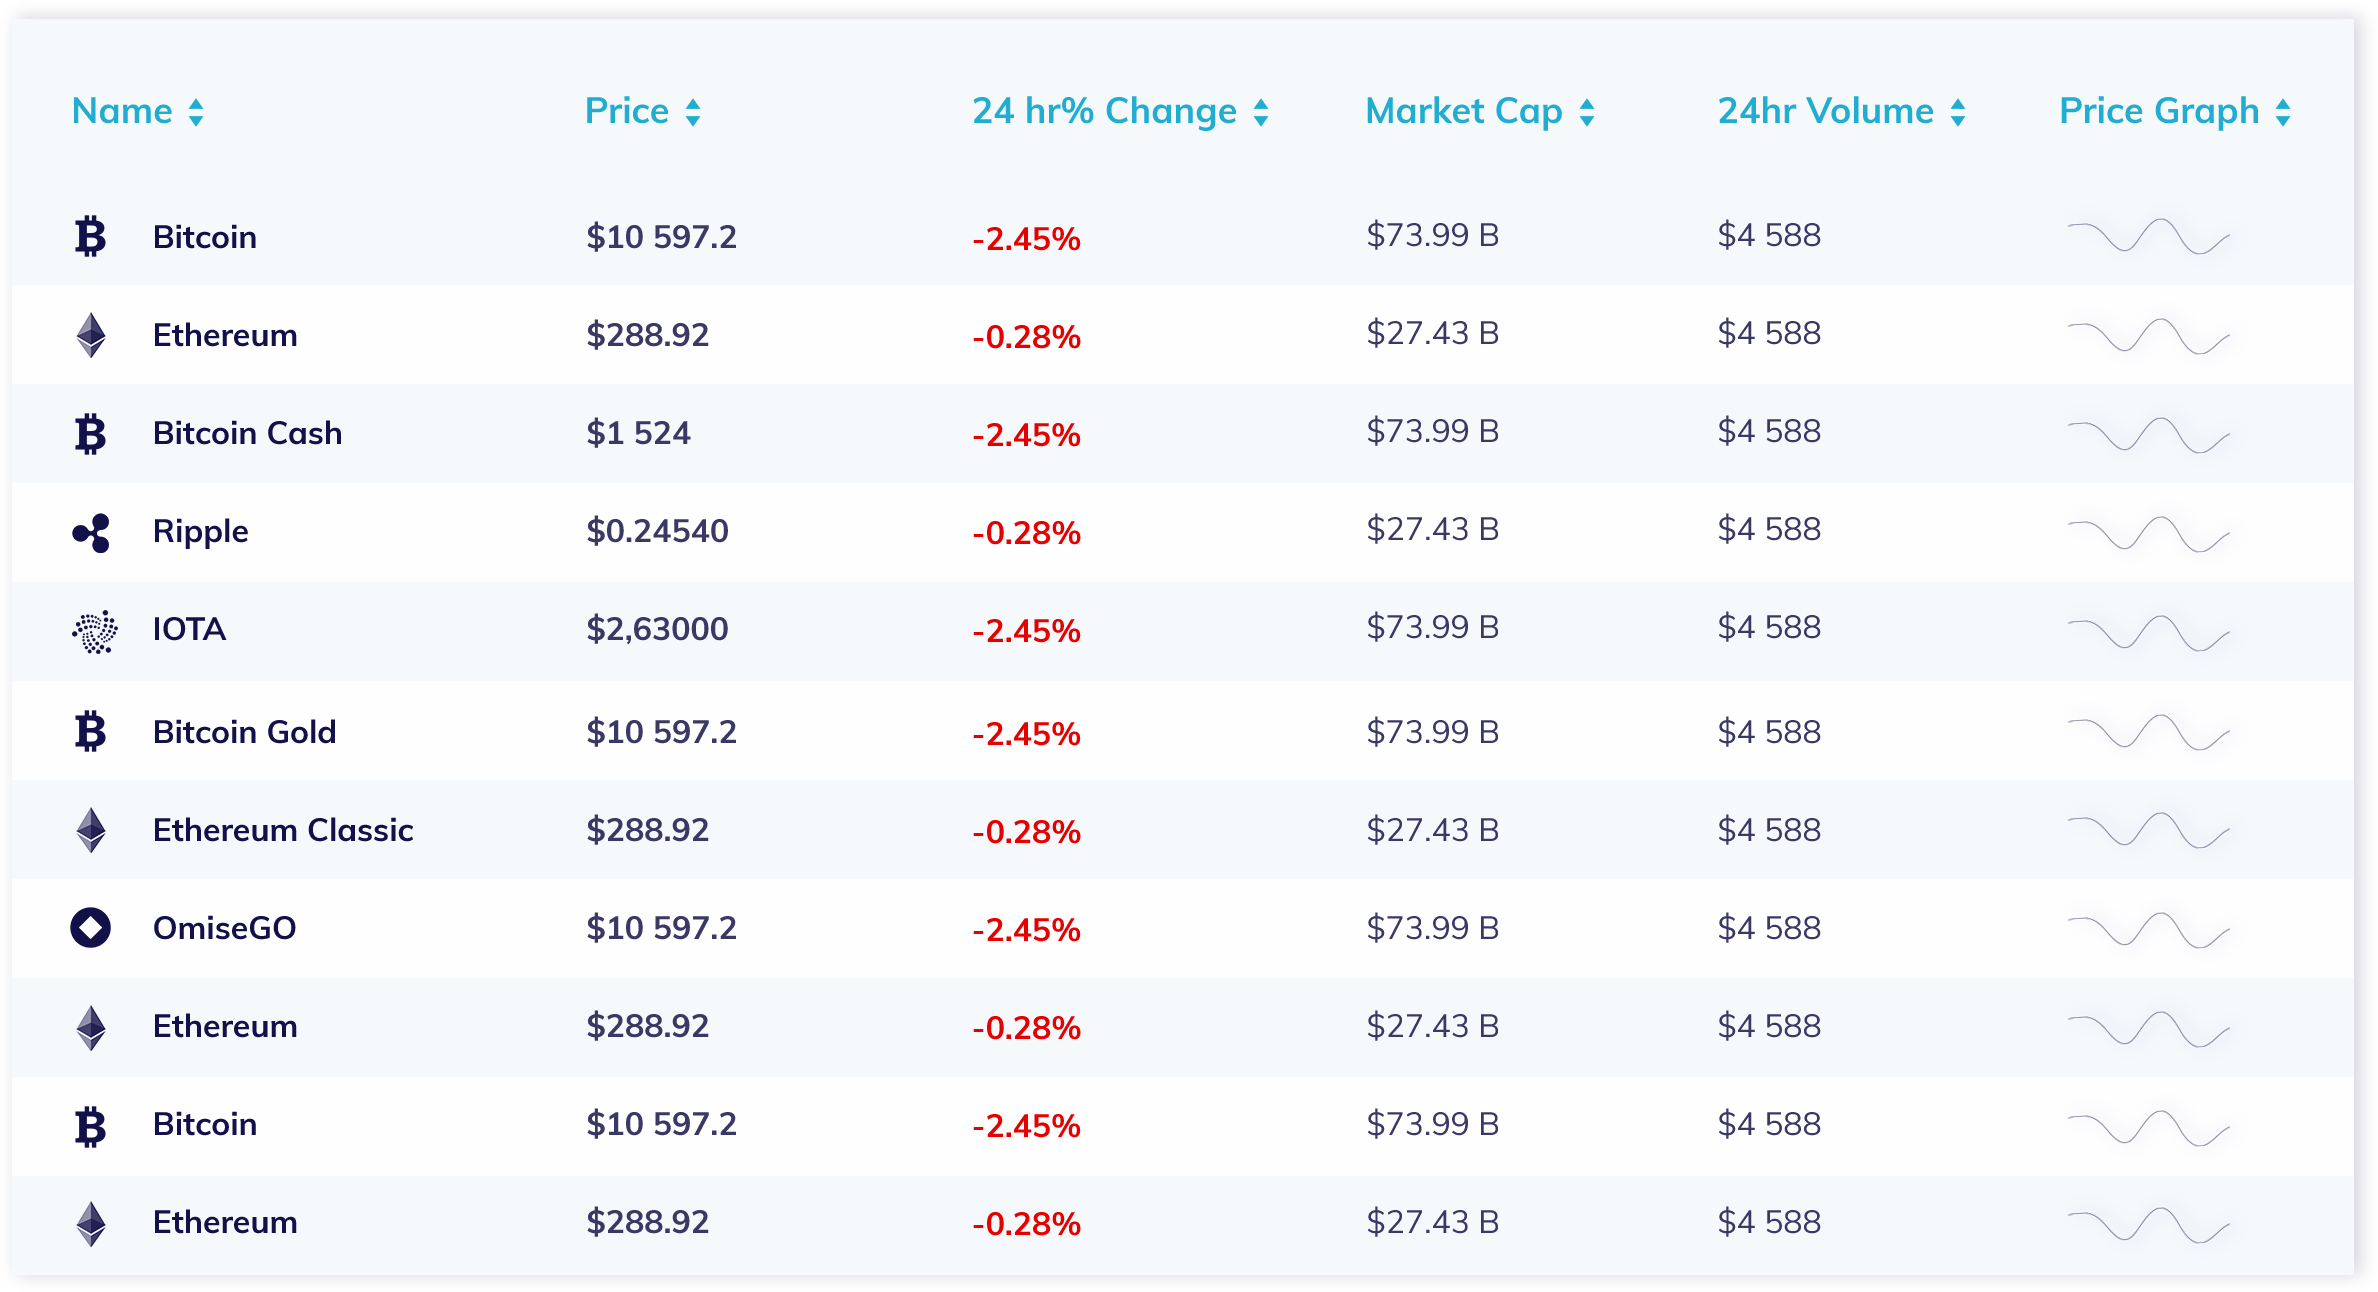 Name Price 24 hr% Change Market Cap 24hr Volume Price Graph
Bitcoin $10 597.2 -2.45% $73.99 B $4 588
Ethereum $288.92 -0.28% $27.43 B $4 588
Bitcoin Cash $1 524 -2.45% $73.99 B $4 588
Ripple $0.24540 -0.28% $27.43 B $4 588
IOTA $2,63000 -2.45% $73.99 B $4 588
Bitcoin Gold $10 597.2 -2.45% $73.99 B $4 588
Ethereum Classic $288.92 -0.28% $27.43 B $4 588
OmiseGO $10 597.2 -2.45% $73.99 B $4 588
Ethereum $288.92 -0.28% $27.43 B $4 588
Bitcoin $10 597.2 -2.45% $73.99 B $4 588
Ethereum $288.92 -0.28% $27.43 B $4 588